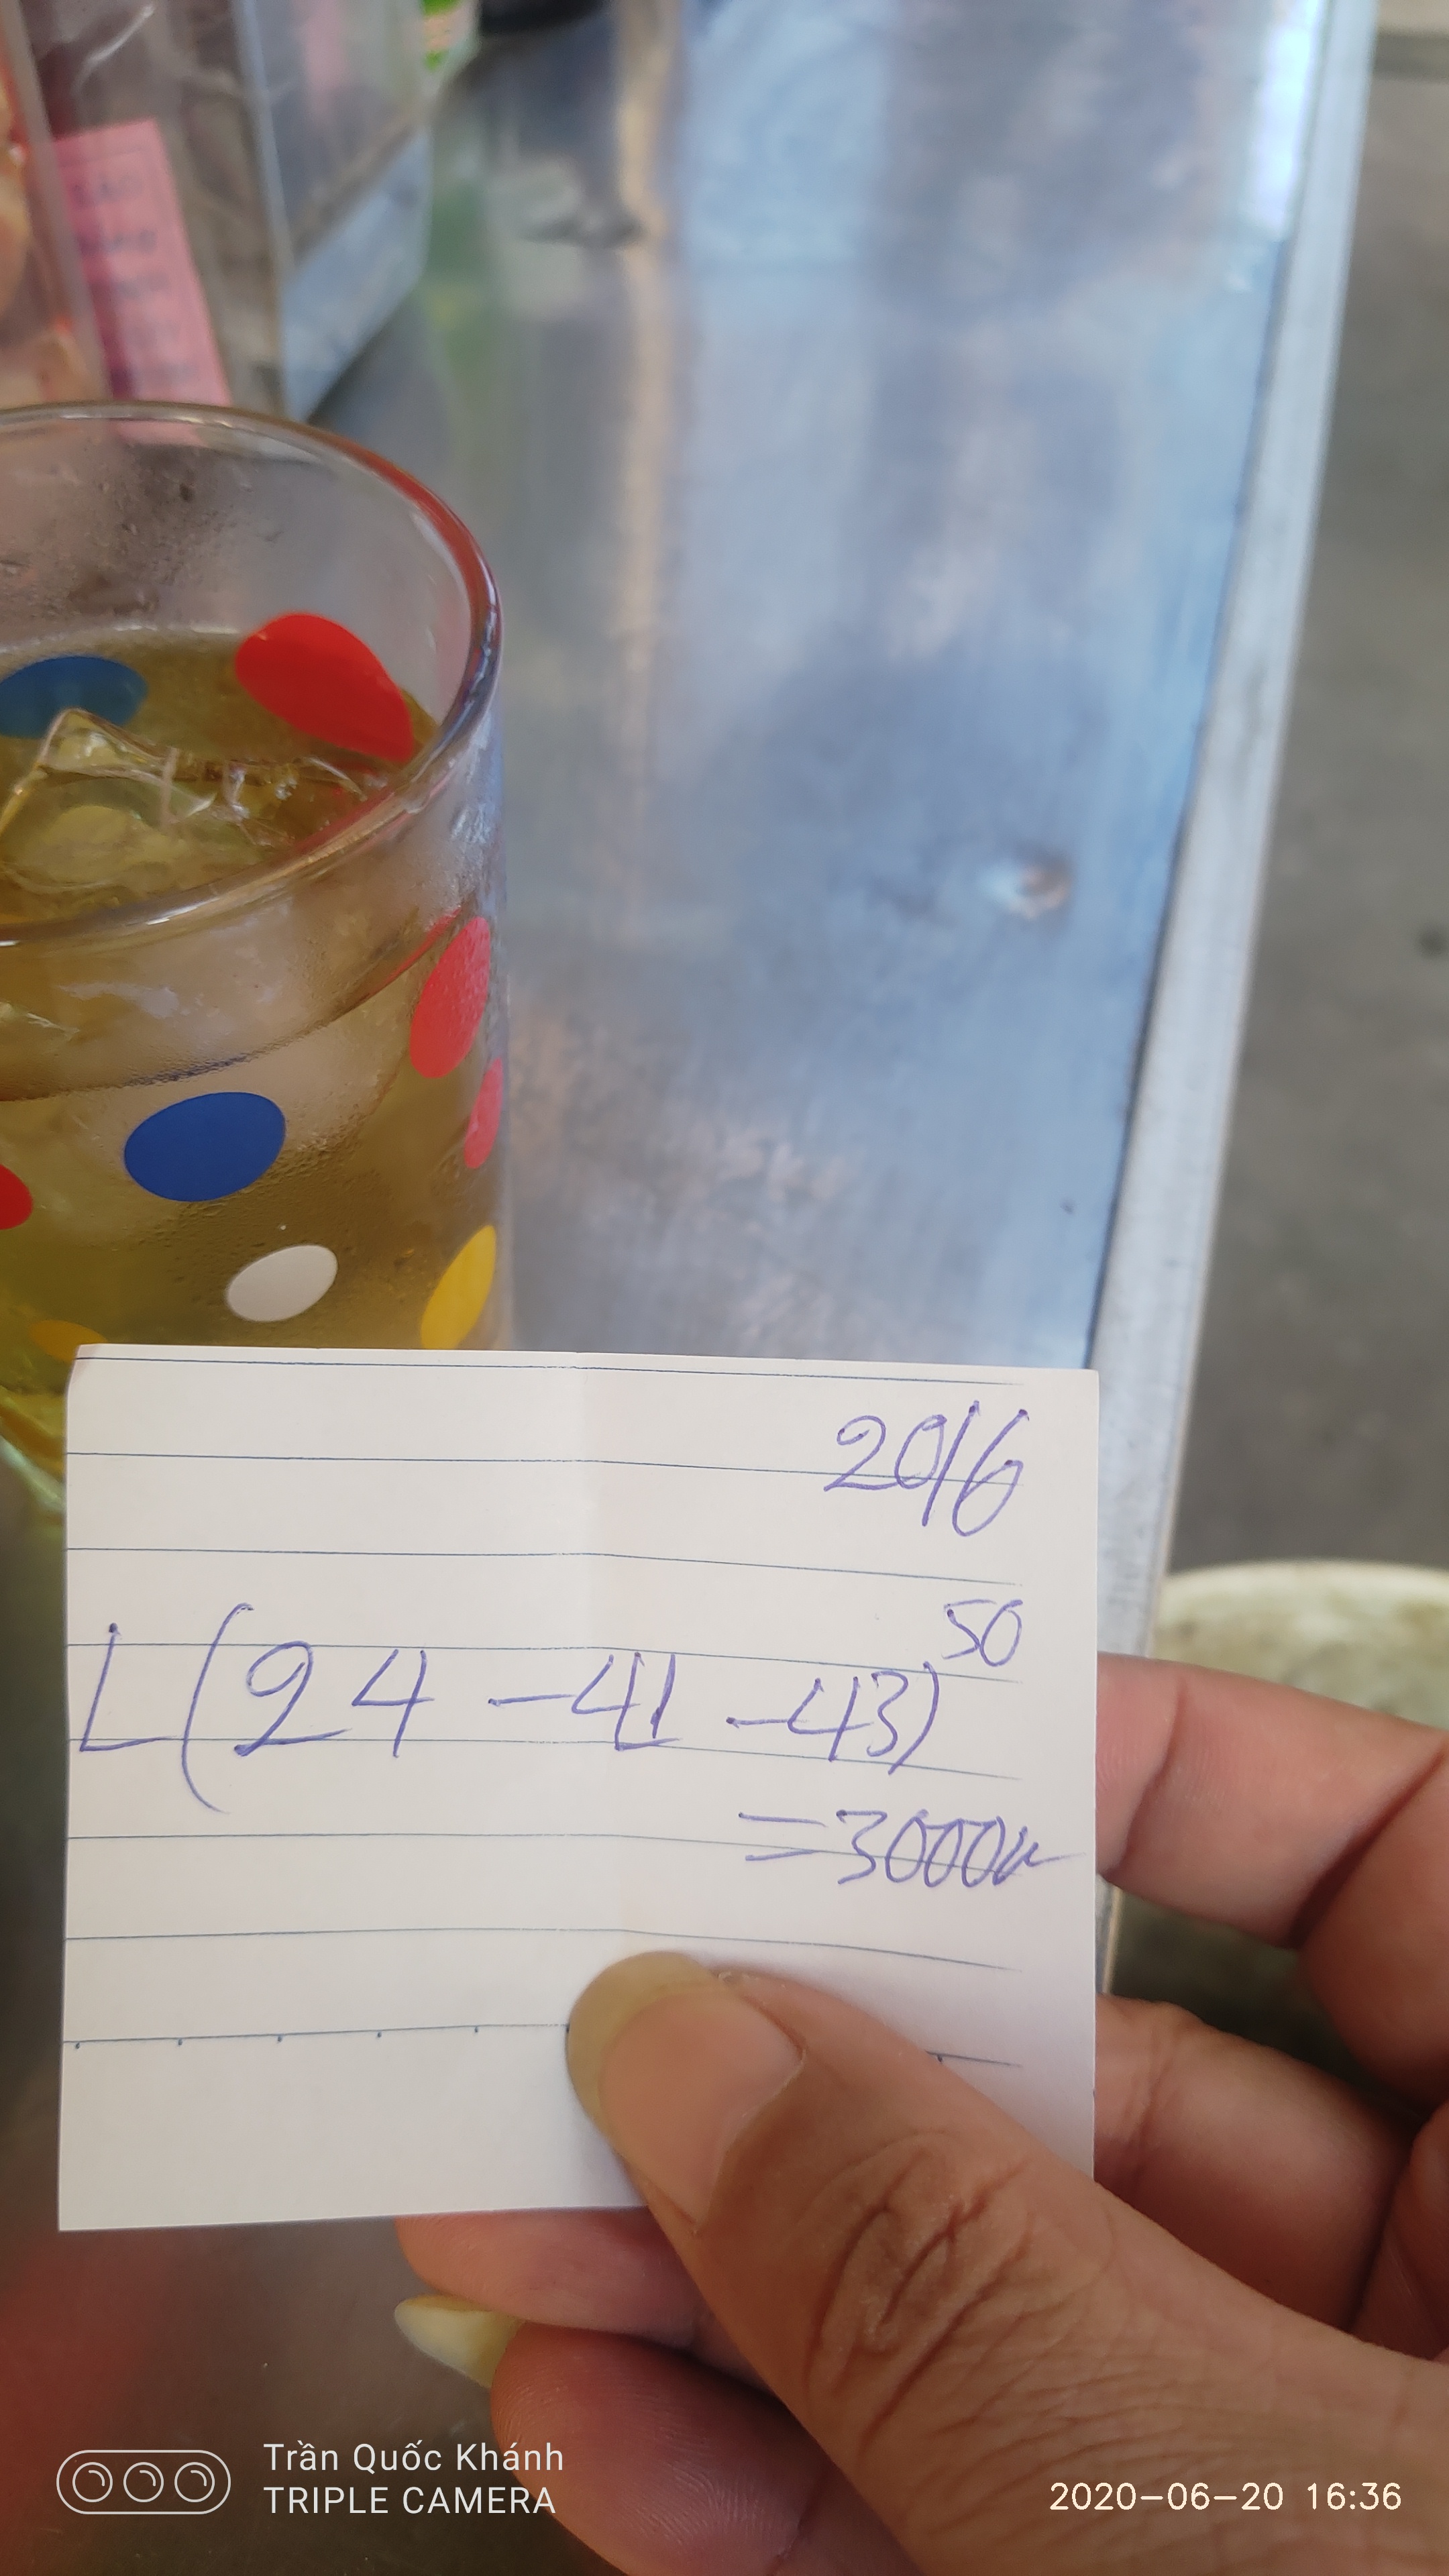 20/6
50
L(24 - 41 - 43)
= 3000k
Trần Quốc Khánh
TRIPLE CAMERA
2020-06-20 16:36